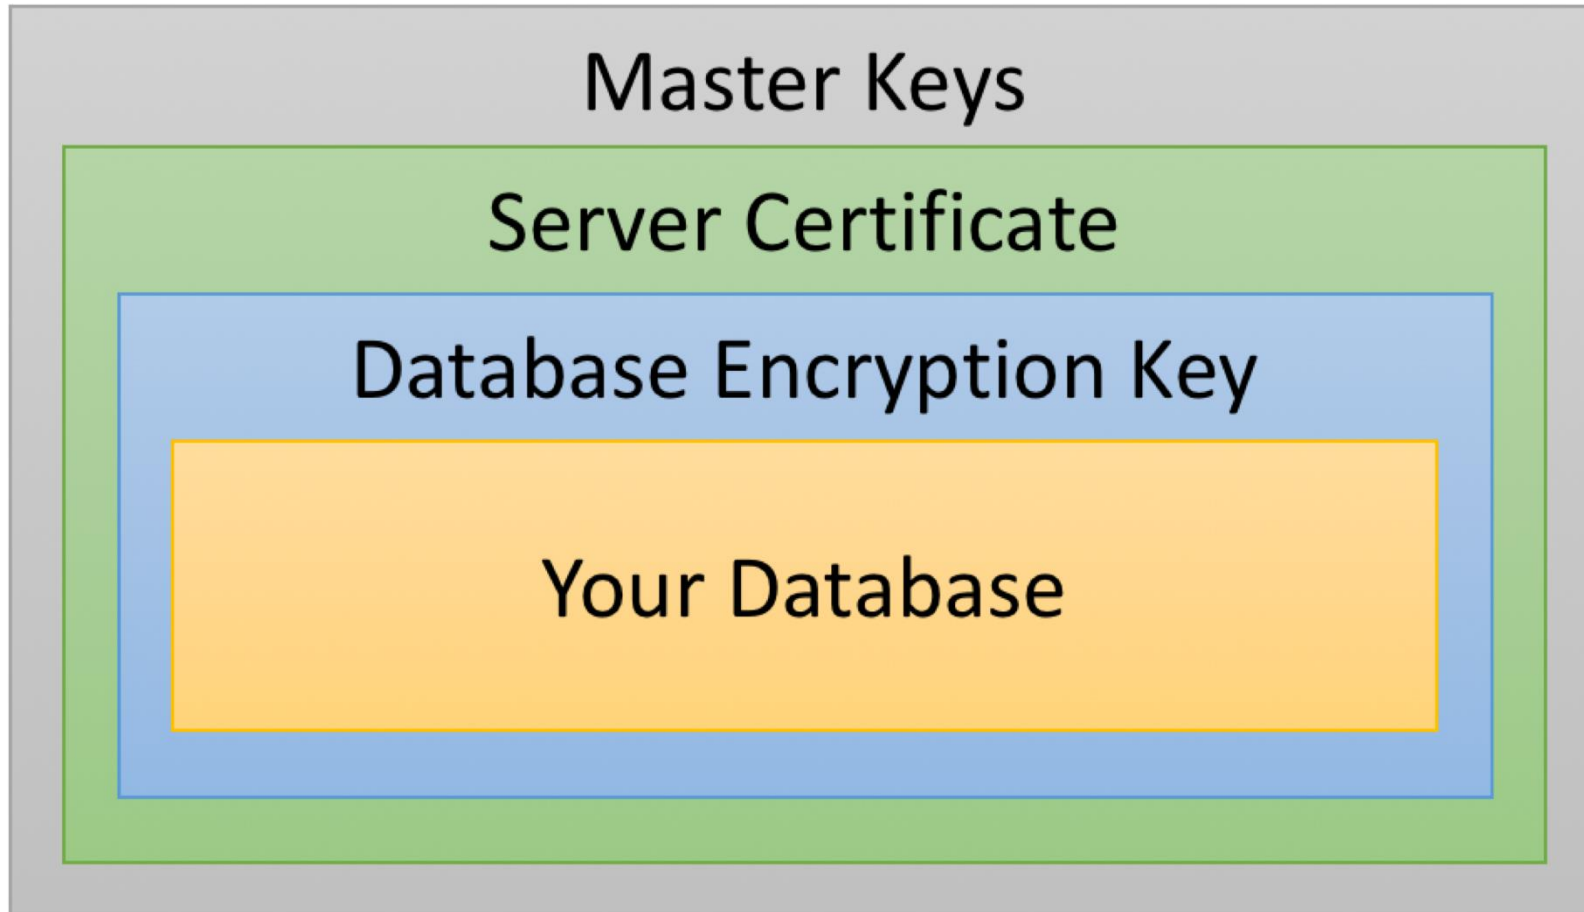 Master Keys
Server Certificate
Database Encryption Key
Your Database